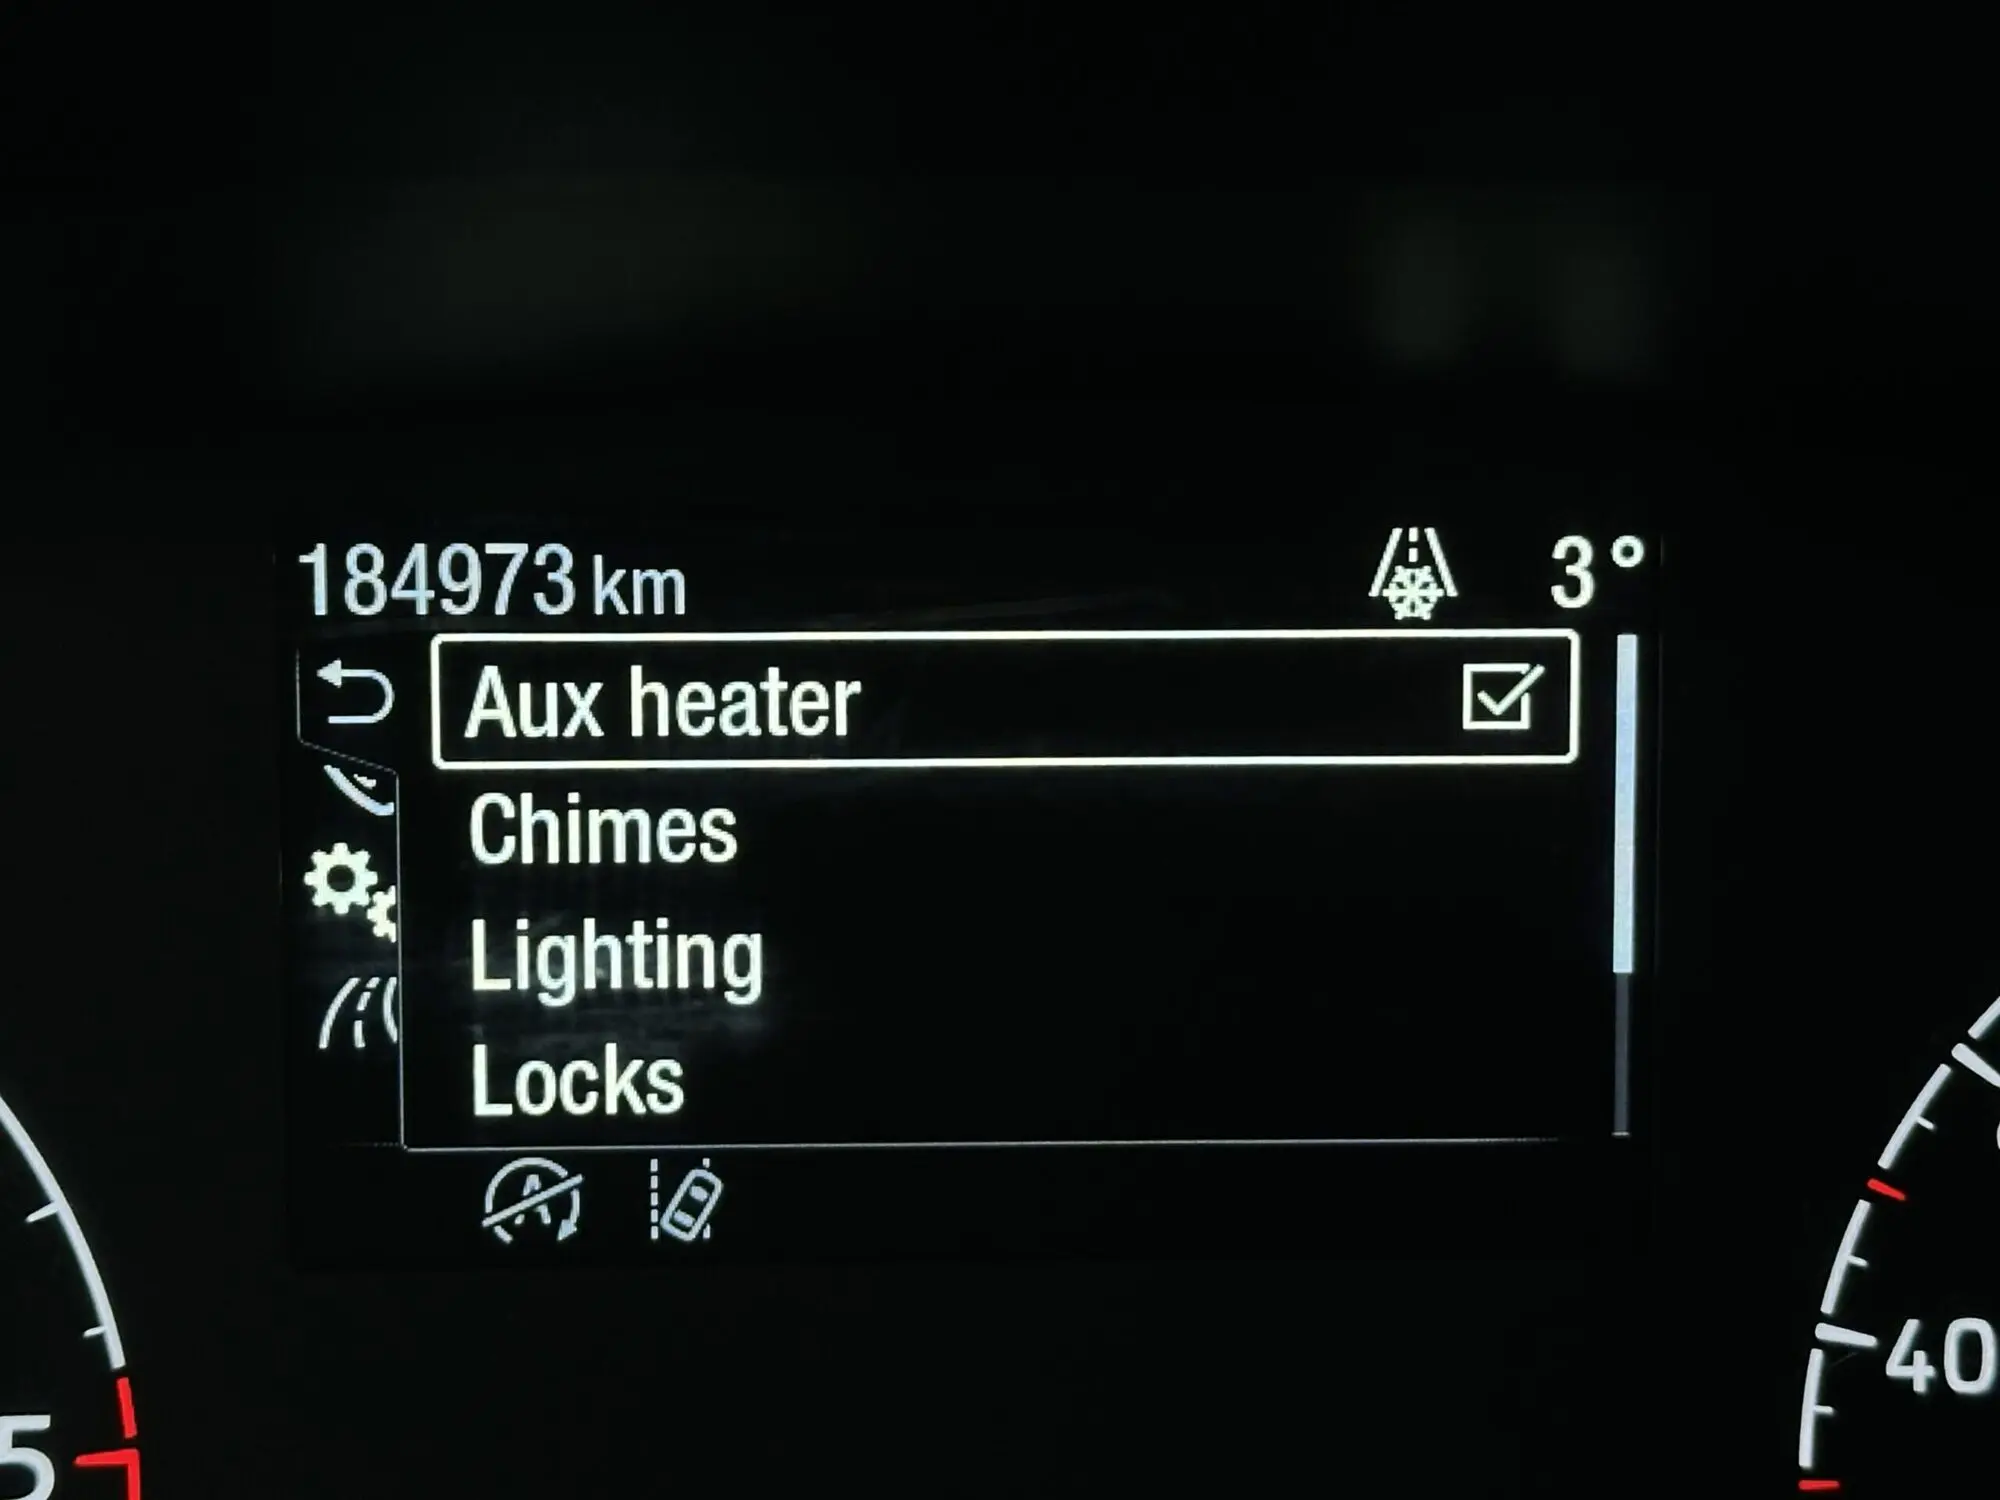 184973 km 3°
Aux heater
Chimes
Lighting
Locks
A
40
5